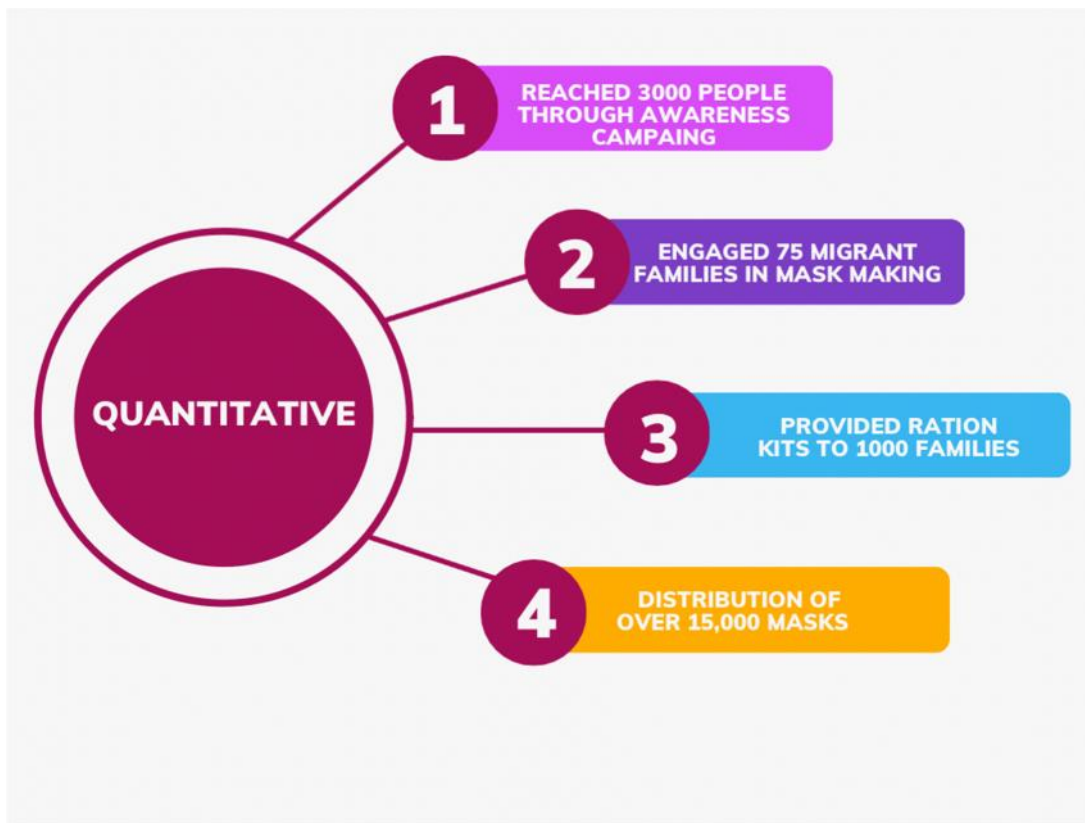 1
REACHED 3000 PEOPLE
THROUGH AWARENESS
CAMPAING
2
ENGAGED 75 MIGRANT
FAMILIES IN MASK MAKING
QUANTITATIVE
3
PROVIDED RATION
KITS TO 1000 FAMILIES
4
DISTRIBUTION OF
OVER 15,000 MASKS